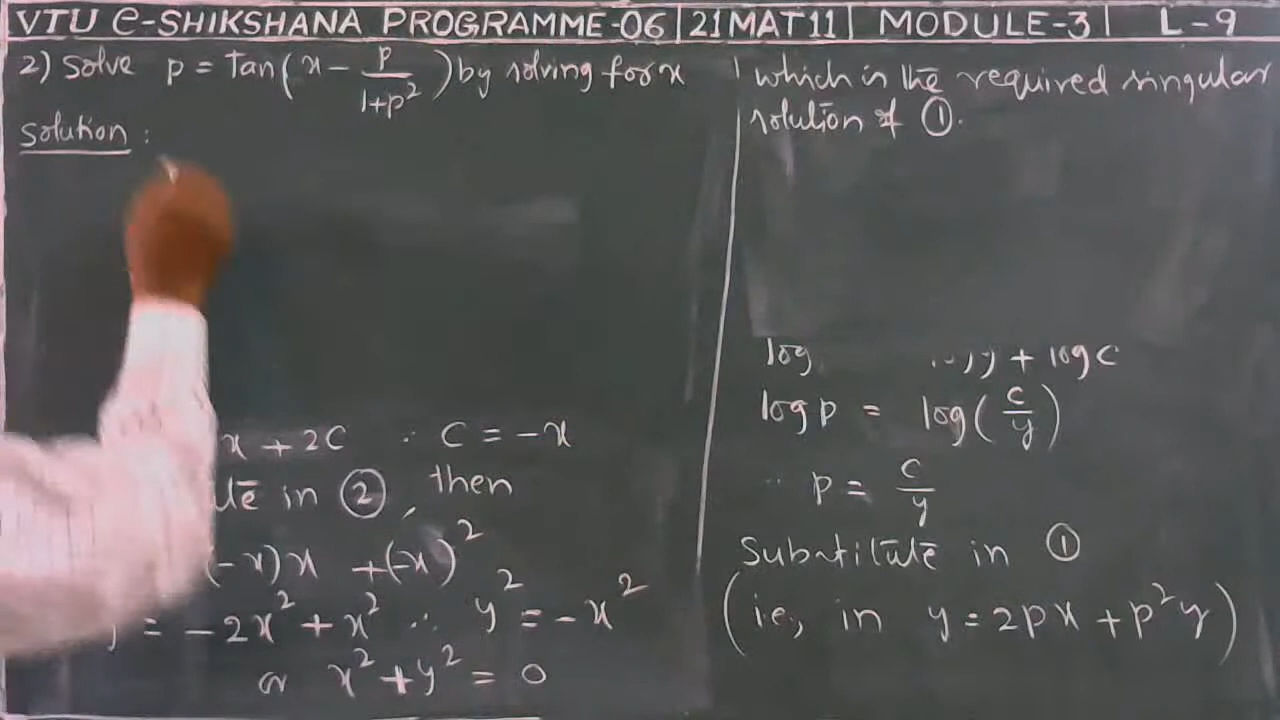 VTU e-SHIKSHANA PROGRAMME-06 | 21MAT11 | MODULE-3 | L-9
2) Solve p = Tan(x - p/(1+p²)) by solving for x
Solution :
x + 2C ∴ C = -x
in ②, then
(-x)x + (-x)²
= -2x² + x² ∴ y² = -x²
or x² + y² = 0
which is the required singular
solution of ①.
log y + log C
log p = log(c/y)
∴ p = c/y
Substitute in ①
(i.e., in y = 2px + p²y)